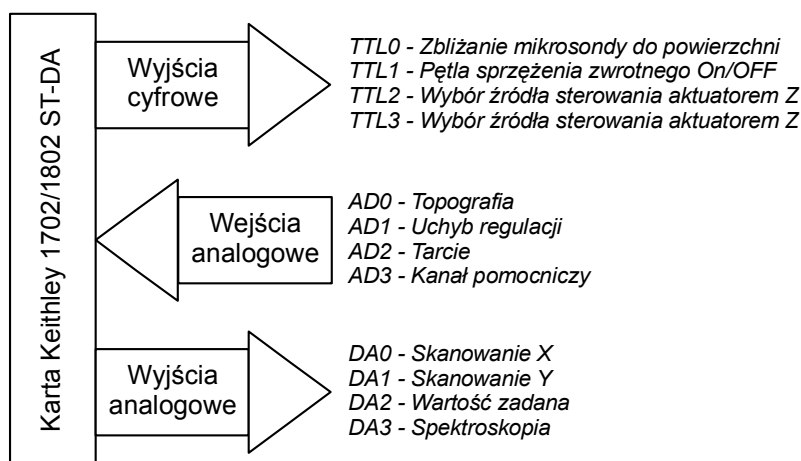 Karta Keithley 1702/1802 ST-DA
Wyjścia
cyfrowe
TTL0 - Zbliżanie mikrosondy do powierzchni
TTL1 - Pętla sprzężenia zwrotnego On/OFF
TTL2 - Wybór źródła sterowania aktuatorem Z
TTL3 - Wybór źródła sterowania aktuatorem Z
Wejścia
analogowe
AD0 - Topografia
AD1 - Uchyb regulacji
AD2 - Tarcie
AD3 - Kanał pomocniczy
Wyjścia
analogowe
DA0 - Skanowanie X
DA1 - Skanowanie Y
DA2 - Wartość zadana
DA3 - Spektroskopia